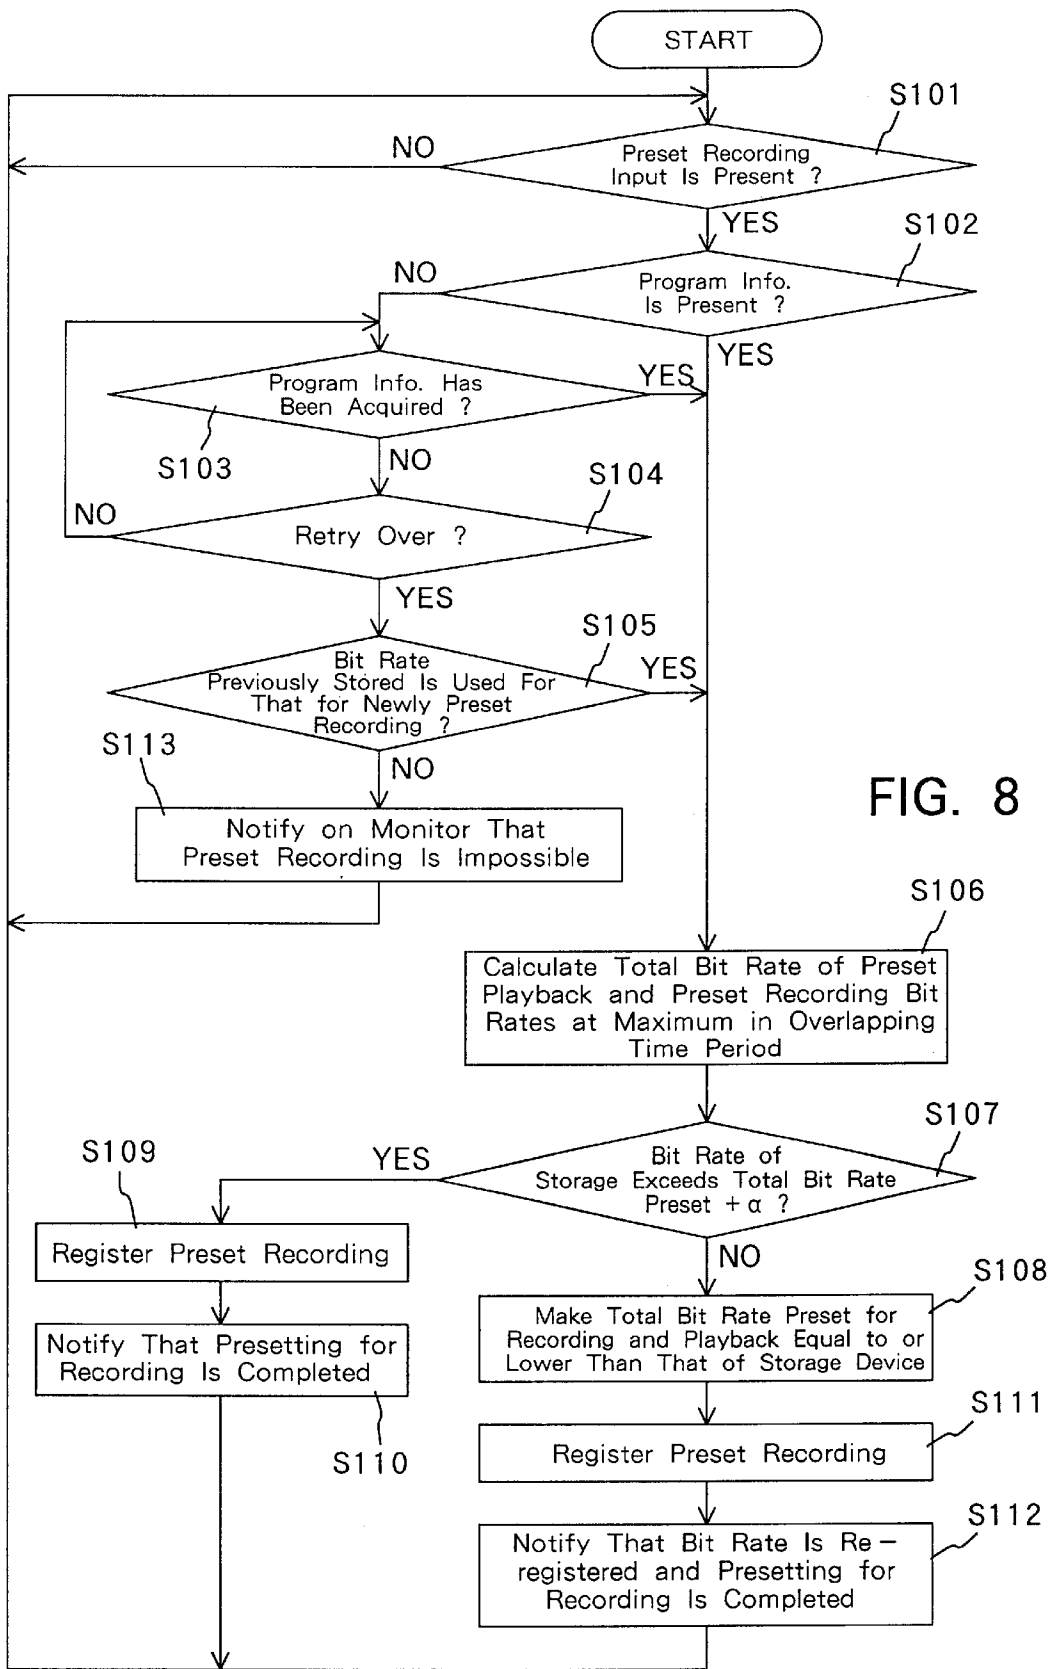 START
S101
NO
Preset Recording
Input Is Present ?
YES
S102
NO
Program Info.
Is Present ?
YES
Program Info. Has
Been Acquired ?
YES
S103
NO
S104
NO
Retry Over ?
YES
S105
Bit Rate
Previously Stored Is Used For
That for Newly Preset
Recording ?
YES
S113
NO
Notify on Monitor That
Preset Recording Is Impossible
FIG. 8
S106
Calculate Total Bit Rate of Preset
Playback and Preset Recording Bit
Rates at Maximum in Overlapping
Time Period
S107
YES
Bit Rate of
Storage Exceeds Total Bit Rate
Preset + α ?
S109
NO
Register Preset Recording
S108
Make Total Bit Rate Preset for
Recording and Playback Equal to or
Lower Than That of Storage Device
Notify That Presetting for
Recording Is Completed
S110
S111
Register Preset Recording
S112
Notify That Bit Rate Is Re-
registered and Presetting for
Recording Is Completed